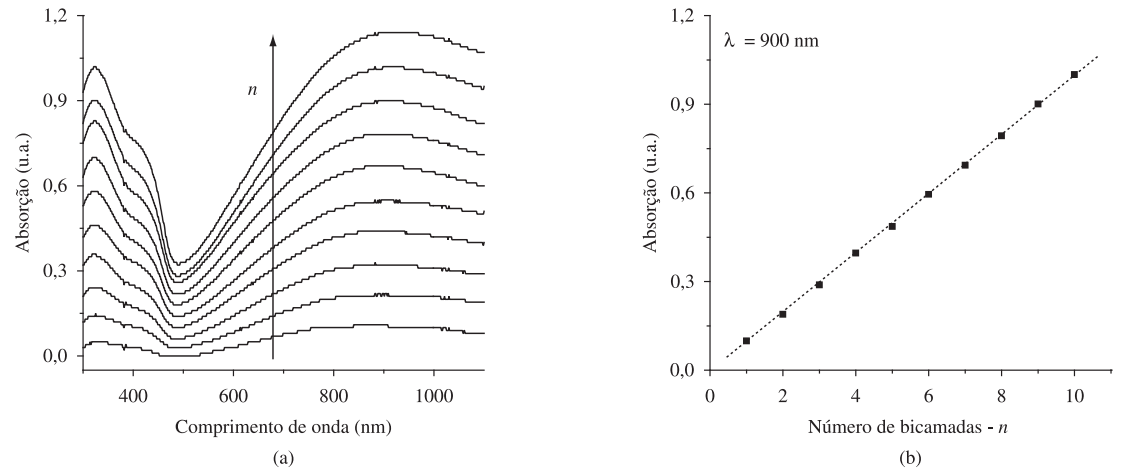 1,2
0,9
0,6
0,3
0,0
Absorção (u.a.)
n
400
600
800
1000
Comprimento de onda (nm)
(a)
1,2
0,9
0,6
0,3
0,0
Absorção (u.a.)
λ = 900 nm
0
2
4
6
8
10
Número de bicamadas - n
(b)